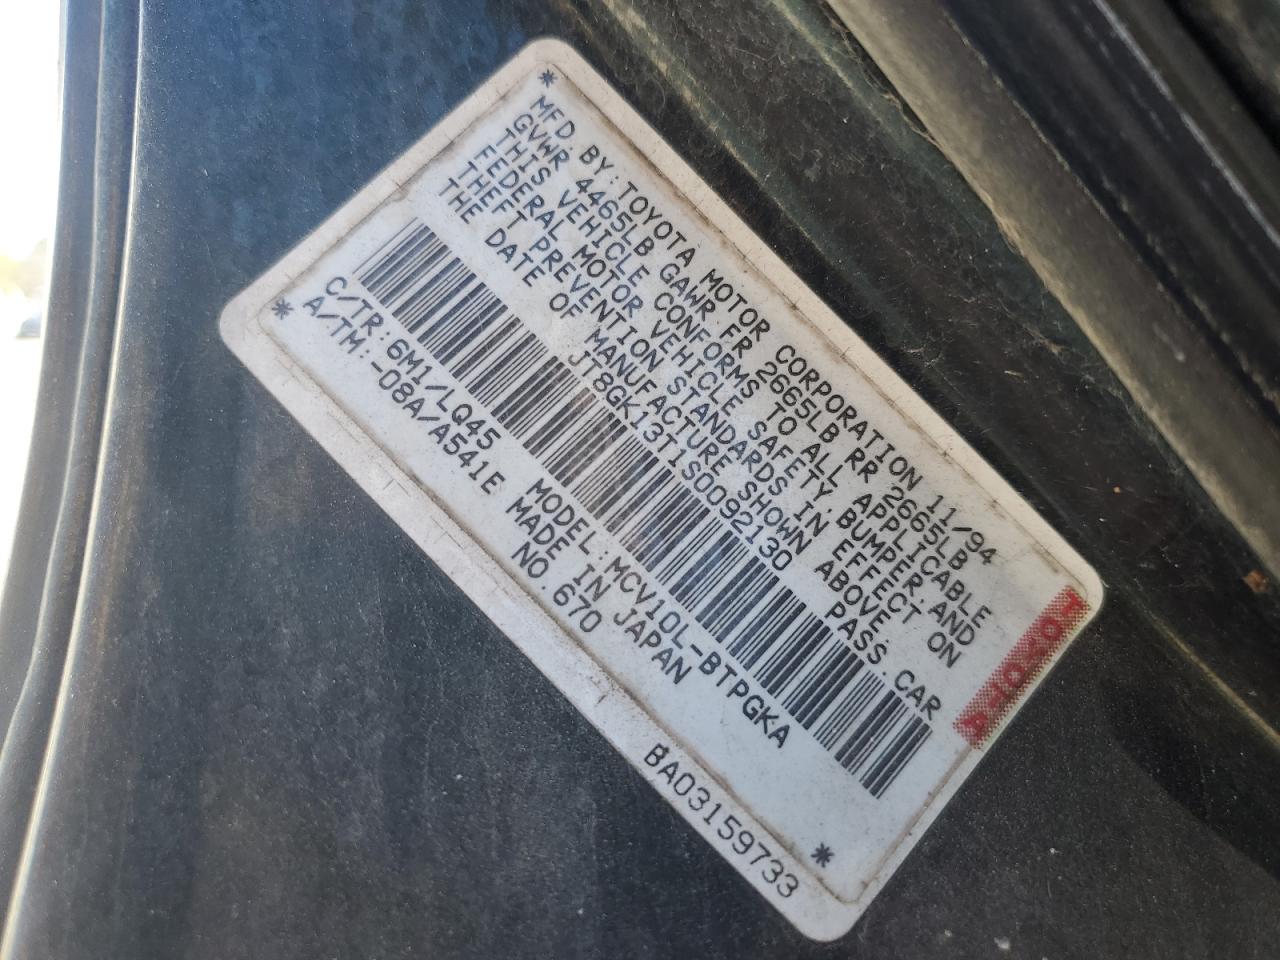 MFD. BY: TOYOTA MOTOR CORPORATION 11/94
GVWR 4465LB GAWR FR 2665LB RR 2665LB
THIS VEHICLE CONFORMS TO ALL APPLICABLE
FEDERAL MOTOR VEHICLE SAFETY, BUMPER, AND
THEFT PREVENTION STANDARDS IN EFFECT ON
THE DATE OF MANUFACTURE SHOWN ABOVE.
JT8GK13T1S0092130 PASS. CAR
C/TR: 6M1/LQ45 MODEL: MCV10L-BTPGKA
A/TM: -08A/A541E MADE IN JAPAN
NO. 670
BA03159733
TOYOTA